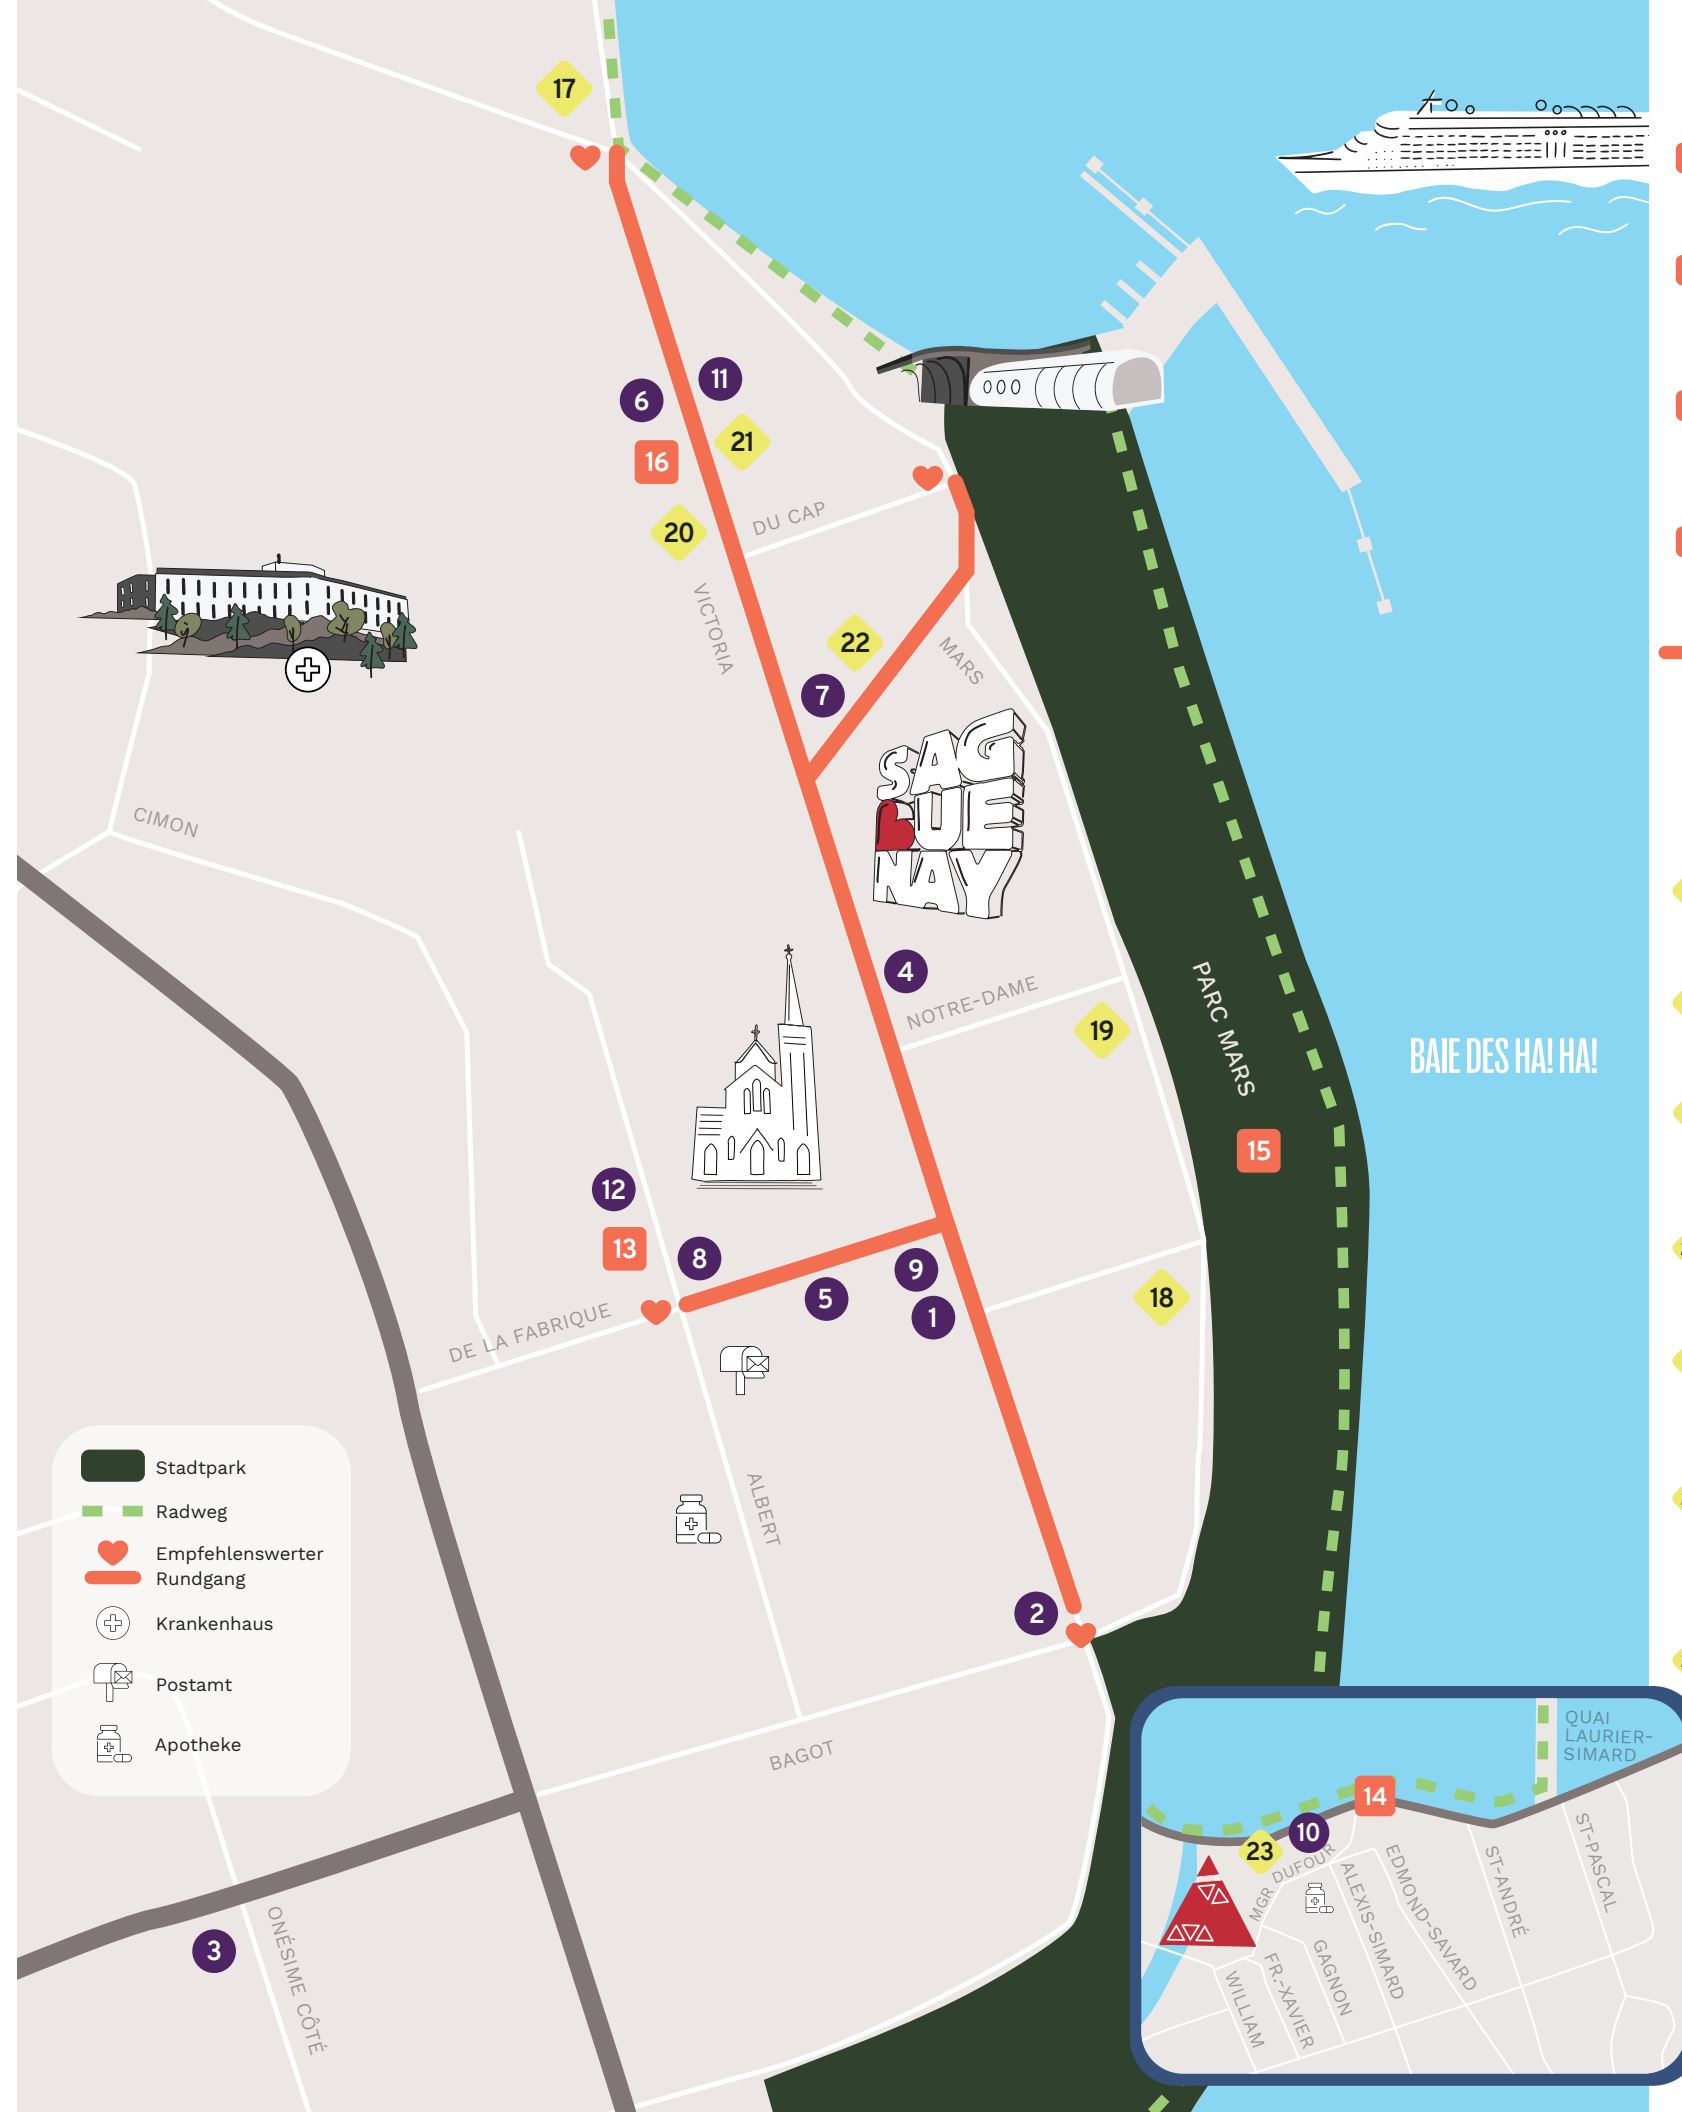 17
11
6
21
16
20
DU CAP
VICTORIA
22
7
MARS
SAG
UE
NAY
CIMON
4
NOTRE-DAME
19
PARC MARS
BAIE DES HA! HA!
15
12
13
8
9
5
1
18
DE LA FABRIQUE
ALBERT
2
Stadtpark
Radweg
Empfehlenswerter
Rundgang
Krankenhaus
Postamt
Apotheke
BAGOT
3
ONÉSIME CÔTÉ
QUAI
LAURIER-
SIMARD
14
10
23
MGR DUFOUR
ALEXIS-SIMARD
EDMOND-SAVARD
ST-ANDRÉ
ST-PASCAL
GAGNON
FR.-XAVIER
WILLIAM